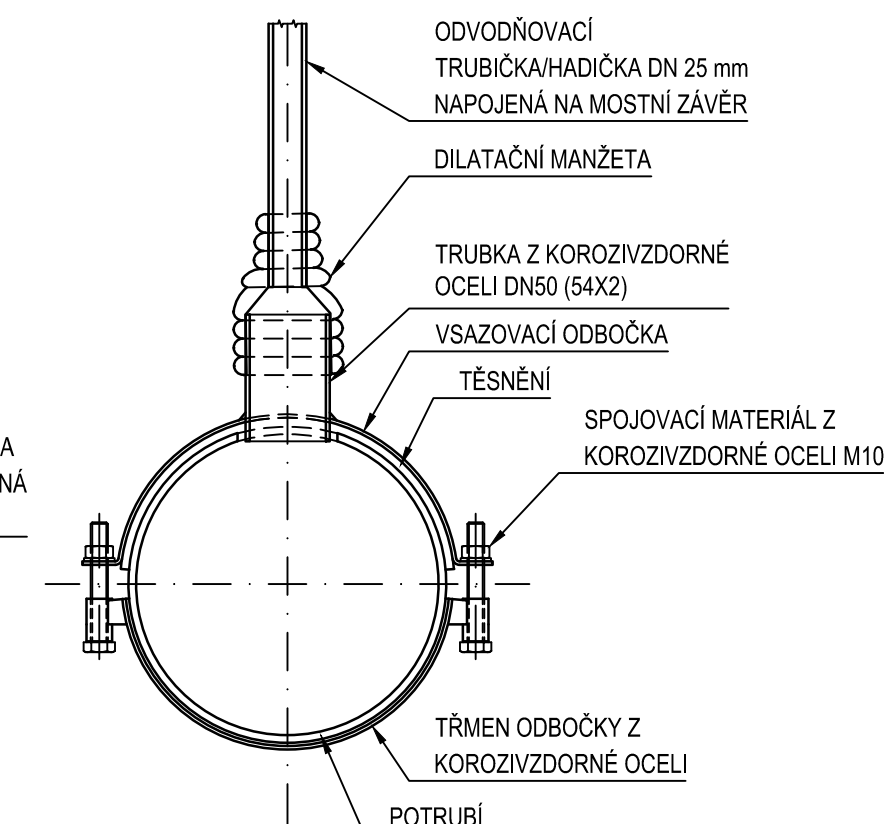 ODVODŇOVACÍ
TRUBIČKA/HADIČKA DN 25 mm
NAPOJENÁ NA MOSTNÍ ZÁVĚR
DILATAČNÍ MANŽETA
TRUBKA Z KOROZIVZDORNÉ
OCELI DN50 (54X2)
VSAZOVACÍ ODBOČKA
TĚSNĚNÍ
SPOJOVACÍ MATERIÁL Z
KOROZIVZDORNÉ OCELI M10
A
NÁ
TŘMEN ODBOČKY Z
KOROZIVZDORNÉ OCELI
POTRUBÍ